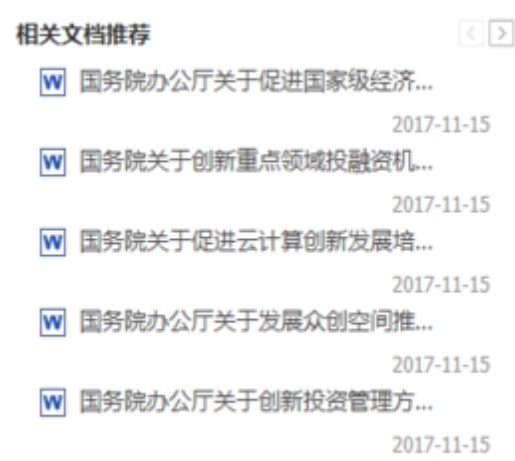 相关文档推荐
国务院办公厅关于促进国家级经济...
2017-11-15
国务院关于创新重点领域投融资机...
2017-11-15
国务院关于促进云计算创新发展培...
2017-11-15
国务院办公厅关于发展众创空间推...
2017-11-15
国务院办公厅关于创新投资管理方...
2017-11-15